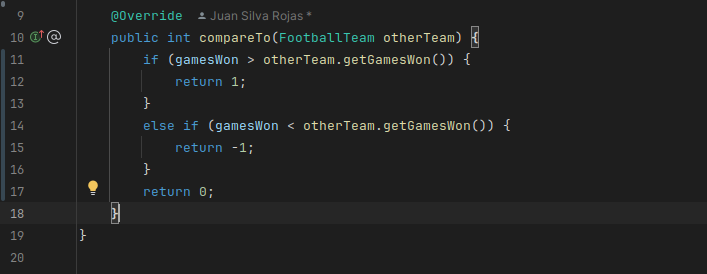 9 @Override Juan Silva Rojas *
10 public int compareTo(FootballTeam otherTeam) {
11 if (gamesWon > otherTeam.getGamesWon()) {
12 return 1;
13 }
14 else if (gamesWon < otherTeam.getGamesWon()) {
15 return -1;
16 }
17 return 0;
18 }
19 }
20